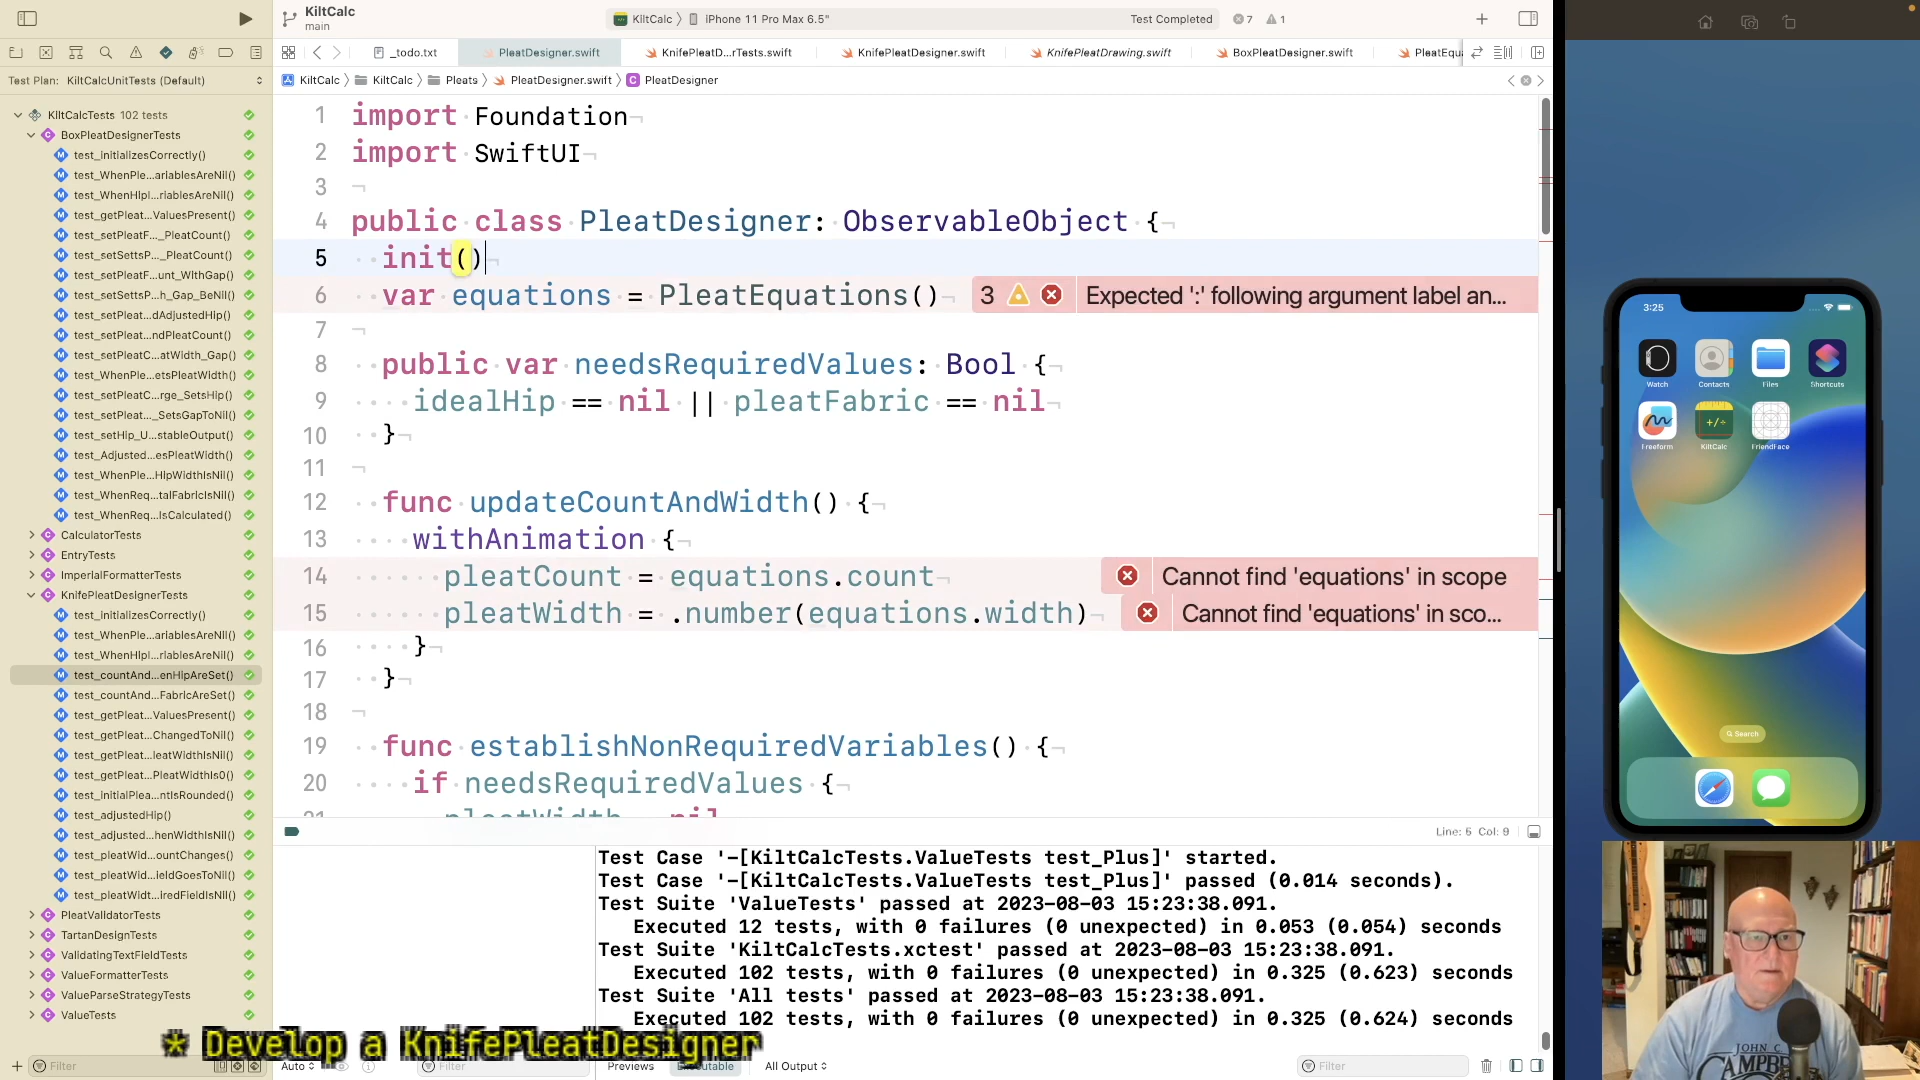 KiltCalc
main
KiltCalc 〉 iPhone 11 Pro Max 6.5"
Test Completed
7
1
_todo.txt
PleatDesigner.swift
KnifePleatD...rTests.swift
KnifePleatDesigner.swift
KnifePleatDrawing.swift
BoxPleatDesigner.swift
PleatEqua
Test Plan: KiltCalcUnitTests (Default)
KiltCalc 〉 KiltCalc 〉 Pleats 〉 PleatDesigner.swift 〉 PleatDesigner
KiltCalcTests 102 tests
BoxPleatDesignerTests
test_initializesCorrectly()
test_WhenPle...ariablesAreNil()
test_WhenHipI...riablesAreNil()
test_getPleat...ValuesPresent()
test_setPleatF..._PleatCount()
test_setSettsP..._PleatCount()
test_setPleatF...unt_WithGap()
test_setSettsP...h_Gap_BeNil()
test_setPleat...dAdjustedHip()
test_setPleat...ndPleatCount()
test_setPleatC...atWidth_Gap()
test_WhenPle...etsPleatWidth()
test_setPleatC...rge_SetsHip()
test_setPleat..._SetsGapToNil()
test_setHip_U...stableOutput()
test_Adjusted...esPleatWidth()
test_WhenPle...HipWidthIsNil()
test_WhenReq...talFabricIsNil()
test_WhenReq...IsCalculated()
CalculatorTests
EntryTests
ImperialFormatterTests
KnifePleatDesignerTests
test_initializesCorrectly()
test_WhenPle...ariablesAreNil()
test_WhenHipI...riablesAreNil()
test_countAnd...enHipAreSet()
test_countAnd...FabricAreSet()
test_getPleat...ValuesPresent()
test_getPleat...ChangedToNil()
test_getPleat...leatWidthIsNil()
test_getPleat...PleatWidthIs0()
test_initialPlea...ntIsRounded()
test_adjustedHip()
test_adjusted...henWidthIsNil()
test_pleatWid...ountChanges()
test_pleatWid...ieldGoesToNil()
test_pleatWidt...iredFieldIsNil()
PleatValidatorTests
TartanDesignTests
ValidatingTextFieldTests
ValueFormatterTests
ValueParseStrategyTests
ValueTests
Filter
1 import Foundation
2 import SwiftUI
3
4 public class PleatDesigner: ObservableObject {
5 init()
6 var equations = PleatEquations()
3 Expected ':' following argument label an...
7
8 public var needsRequiredValues: Bool {
9 idealHip == nil || pleatFabric == nil
10 }
11
12 func updateCountAndWidth() {
13 withAnimation {
14 pleatCount = equations.count
Cannot find 'equations' in scope
15 pleatWidth = .number(equations.width)
Cannot find 'equations' in sco...
16 }
17 }
18
19 func establishNonRequiredVariables() {
20 if needsRequiredValues {
21 pleatWidth = nil
Line: 5 Col: 9
Test Case '-[KiltCalcTests.ValueTests test_Plus]' started.
Test Case '-[KiltCalcTests.ValueTests test_Plus]' passed (0.014 seconds).
Test Suite 'ValueTests' passed at 2023-08-03 15:23:38.091.
Executed 12 tests, with 0 failures (0 unexpected) in 0.053 (0.054) seconds
Test Suite 'KiltCalcTests.xctest' passed at 2023-08-03 15:23:38.091.
Executed 102 tests, with 0 failures (0 unexpected) in 0.325 (0.623) seconds
Test Suite 'All tests' passed at 2023-08-03 15:23:38.091.
Executed 102 tests, with 0 failures (0 unexpected) in 0.325 (0.624) seconds
* Develop a KnifePleatDesigner
Auto
Filter
Previews
Executable
All Output
Filter
3:25
Watch
Contacts
Files
Shortcuts
Freeform
KiltCalc
FriendFace
Search
JOHN C.
CAMPBE